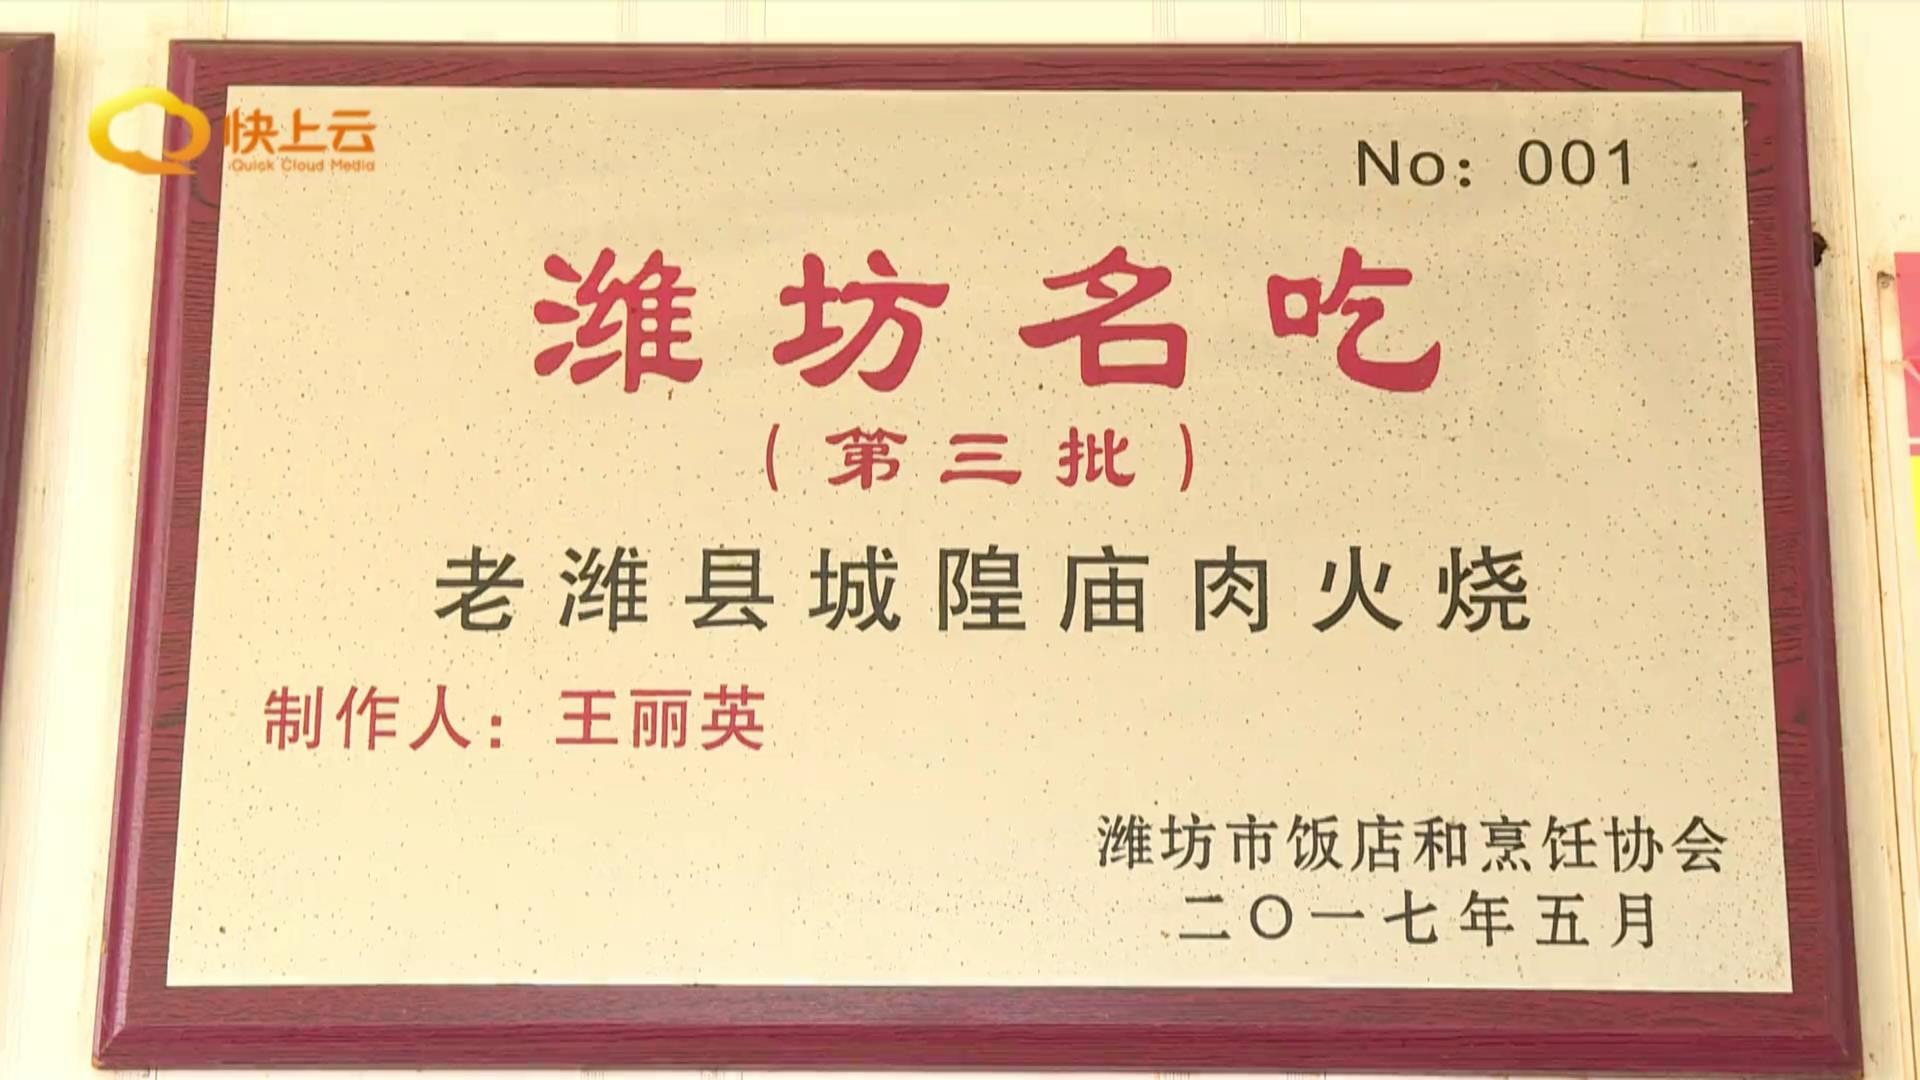 快上云
Quick Cloud Media
No：001
潍坊名吃
（第三批）
老潍县城隍庙肉火烧
制作人：王丽英
潍坊市饭店和烹饪协会
二〇一七年五月